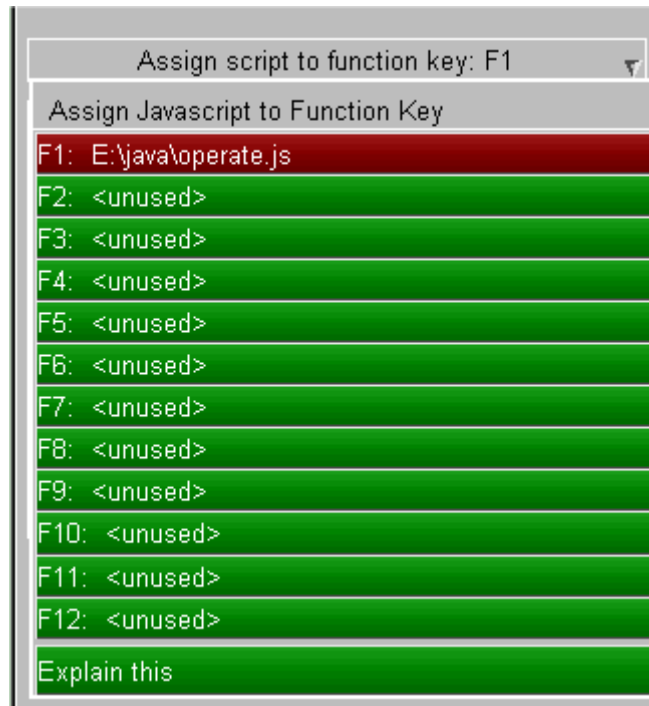 Assign script to function key: F1
Assign Javascript to Function Key
F1: E:\java\operate.js
F2: <unused>
F3: <unused>
F4: <unused>
F5: <unused>
F6: <unused>
F7: <unused>
F8: <unused>
F9: <unused>
F10: <unused>
F11: <unused>
F12: <unused>
Explain this